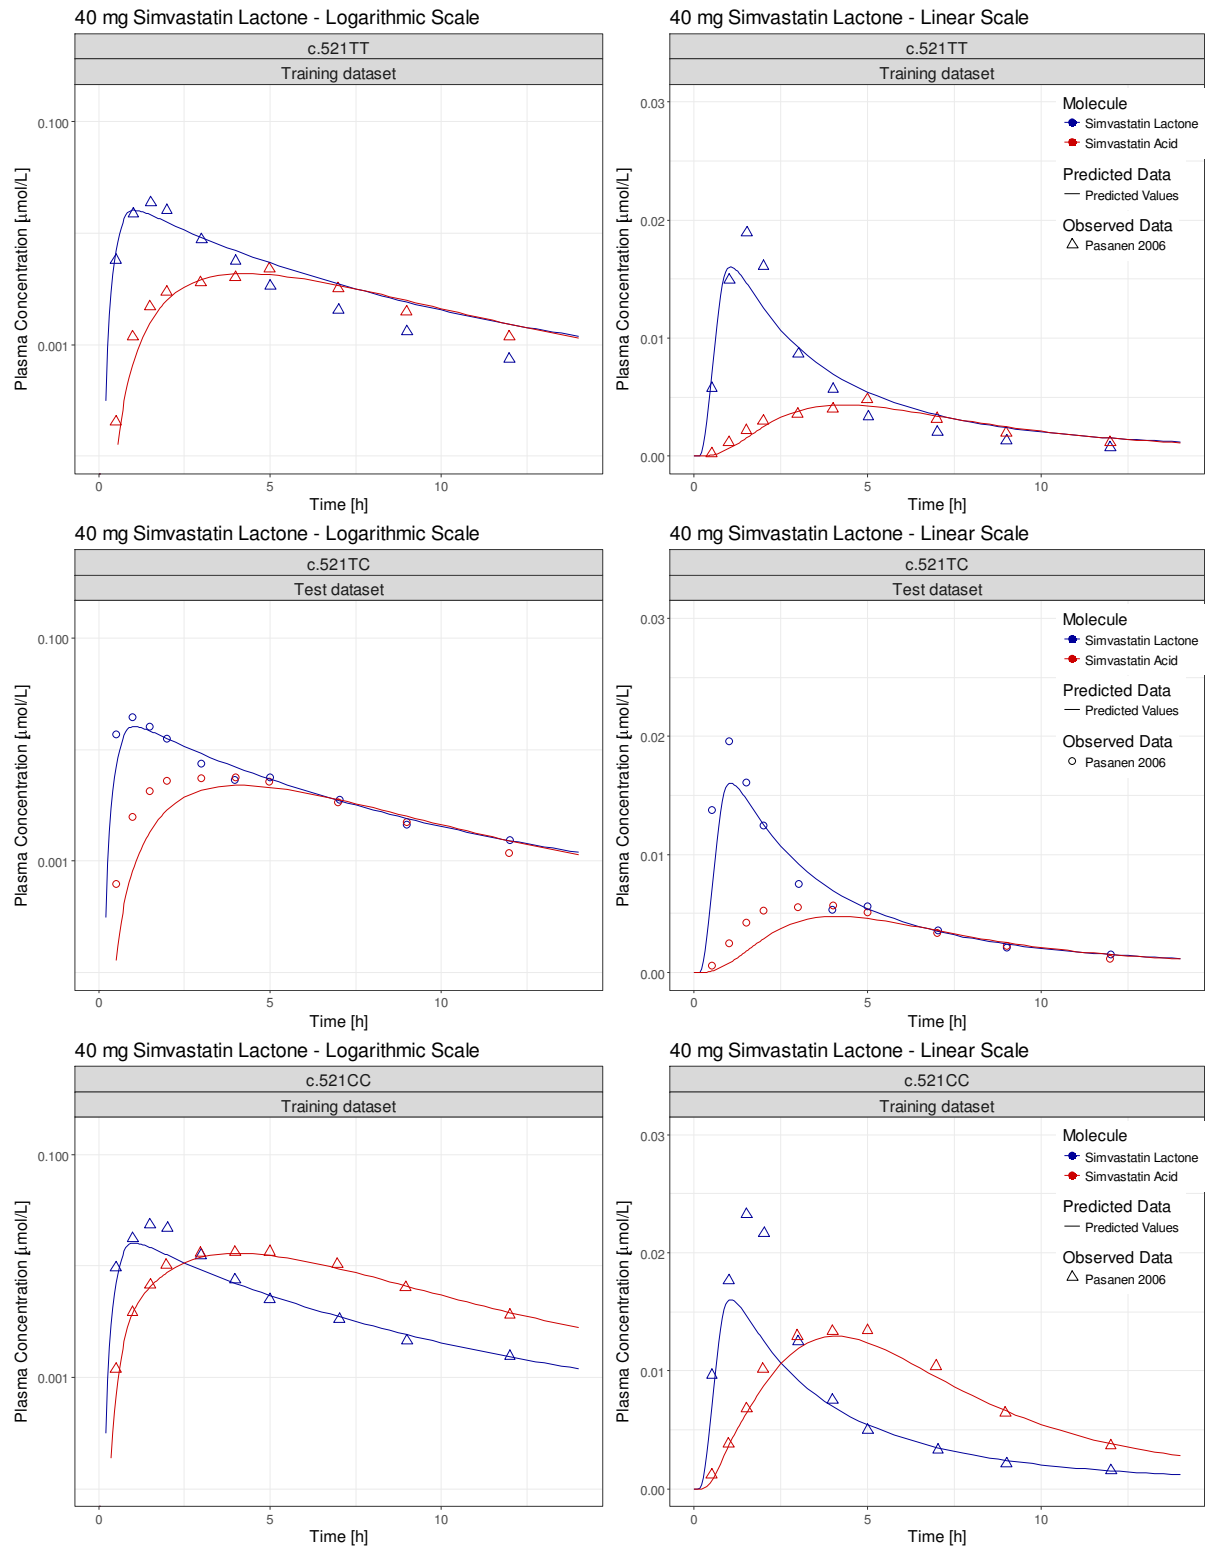 40 mg Simvastatin Lactone - Logarithmic Scale
c.521TT
Training dataset
0.100
0.001
Plasma Concentration [µmol/L]
0
5
10
Time [h]
40 mg Simvastatin Lactone - Linear Scale
c.521TT
Training dataset
0.03
0.02
0.01
0.00
Plasma Concentration [µmol/L]
0
5
10
Time [h]
Molecule
Simvastatin Lactone
Simvastatin Acid
Predicted Data
Predicted Values
Observed Data
Pasanen 2006
40 mg Simvastatin Lactone - Logarithmic Scale
c.521TC
Test dataset
0.100
0.001
Plasma Concentration [µmol/L]
0
5
10
Time [h]
40 mg Simvastatin Lactone - Linear Scale
c.521TC
Test dataset
0.03
0.02
0.01
0.00
Plasma Concentration [µmol/L]
0
5
10
Time [h]
Molecule
Simvastatin Lactone
Simvastatin Acid
Predicted Data
Predicted Values
Observed Data
Pasanen 2006
40 mg Simvastatin Lactone - Logarithmic Scale
c.521CC
Training dataset
0.100
0.001
Plasma Concentration [µmol/L]
0
5
10
Time [h]
40 mg Simvastatin Lactone - Linear Scale
c.521CC
Training dataset
0.03
0.02
0.01
0.00
Plasma Concentration [µmol/L]
0
5
10
Time [h]
Molecule
Simvastatin Lactone
Simvastatin Acid
Predicted Data
Predicted Values
Observed Data
Pasanen 2006